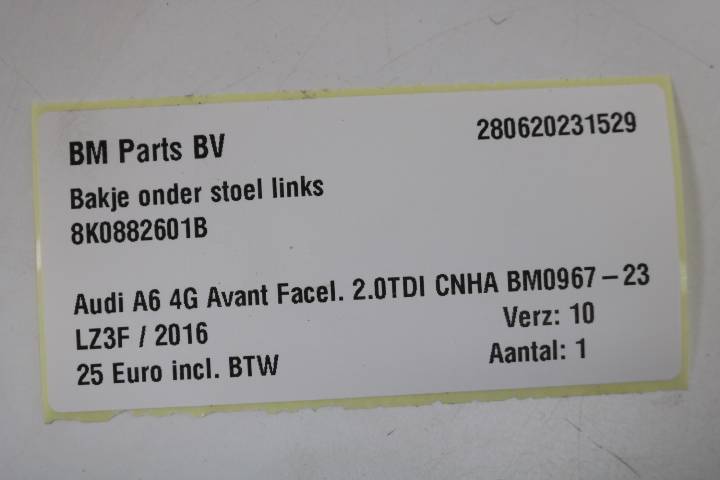 BM Parts BV 280620231529
Bakje onder stoel links
8K0882601B
Audi A6 4G Avant Facel. 2.0TDI CNHA BM0967-23
LZ3F / 2016 Verz: 10
25 Euro incl. BTW Aantal: 1